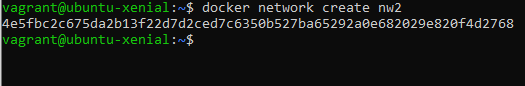 vagrant@ubuntu-xenial:~$ docker network create nw2
4e5fbc2c675da2b13f22d7d2ced7c6350b527ba65292a0e682029e820f4d2768
vagrant@ubuntu-xenial:~$